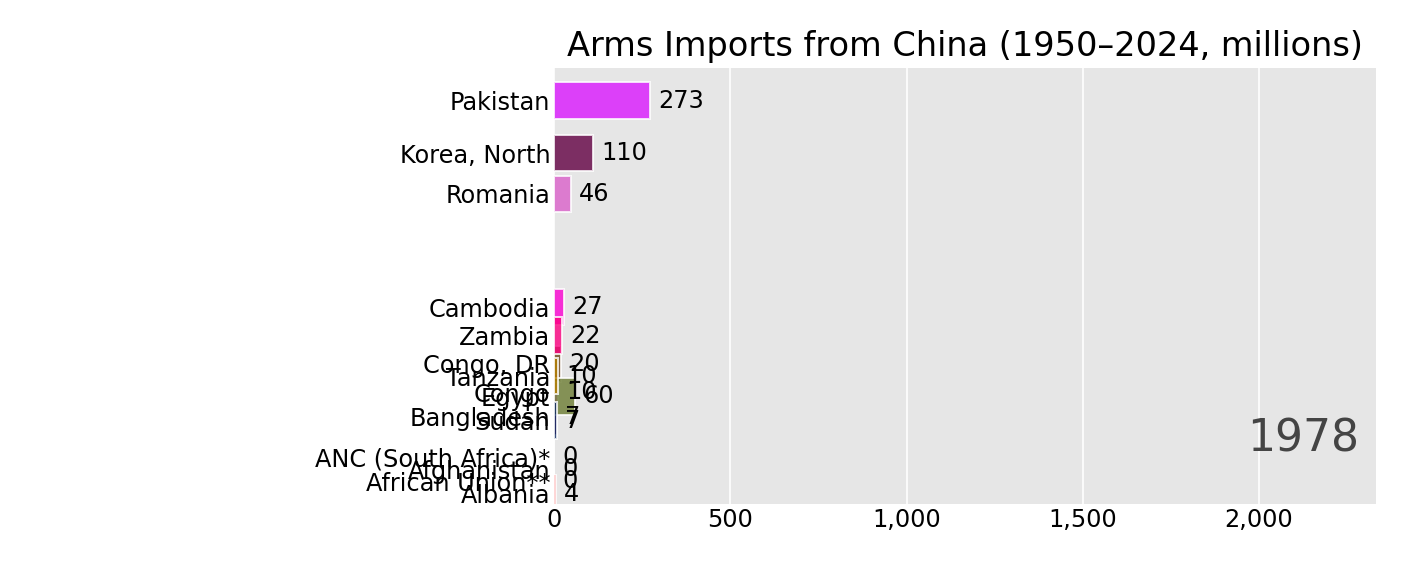 Arms Imports from China (1950–2024, millions)
Pakistan 273
Korea, North 110
Romania 46
Cambodia 27
Zambia 22
Congo, DR 20
Tanzania 10
Congo 16
Egypt 60
Bangladesh 7
Sudan 7
1978
ANC (South Africa)* 0
Afghanistan 0
African Union** 0
Albania 4
0 500 1,000 1,500 2,000